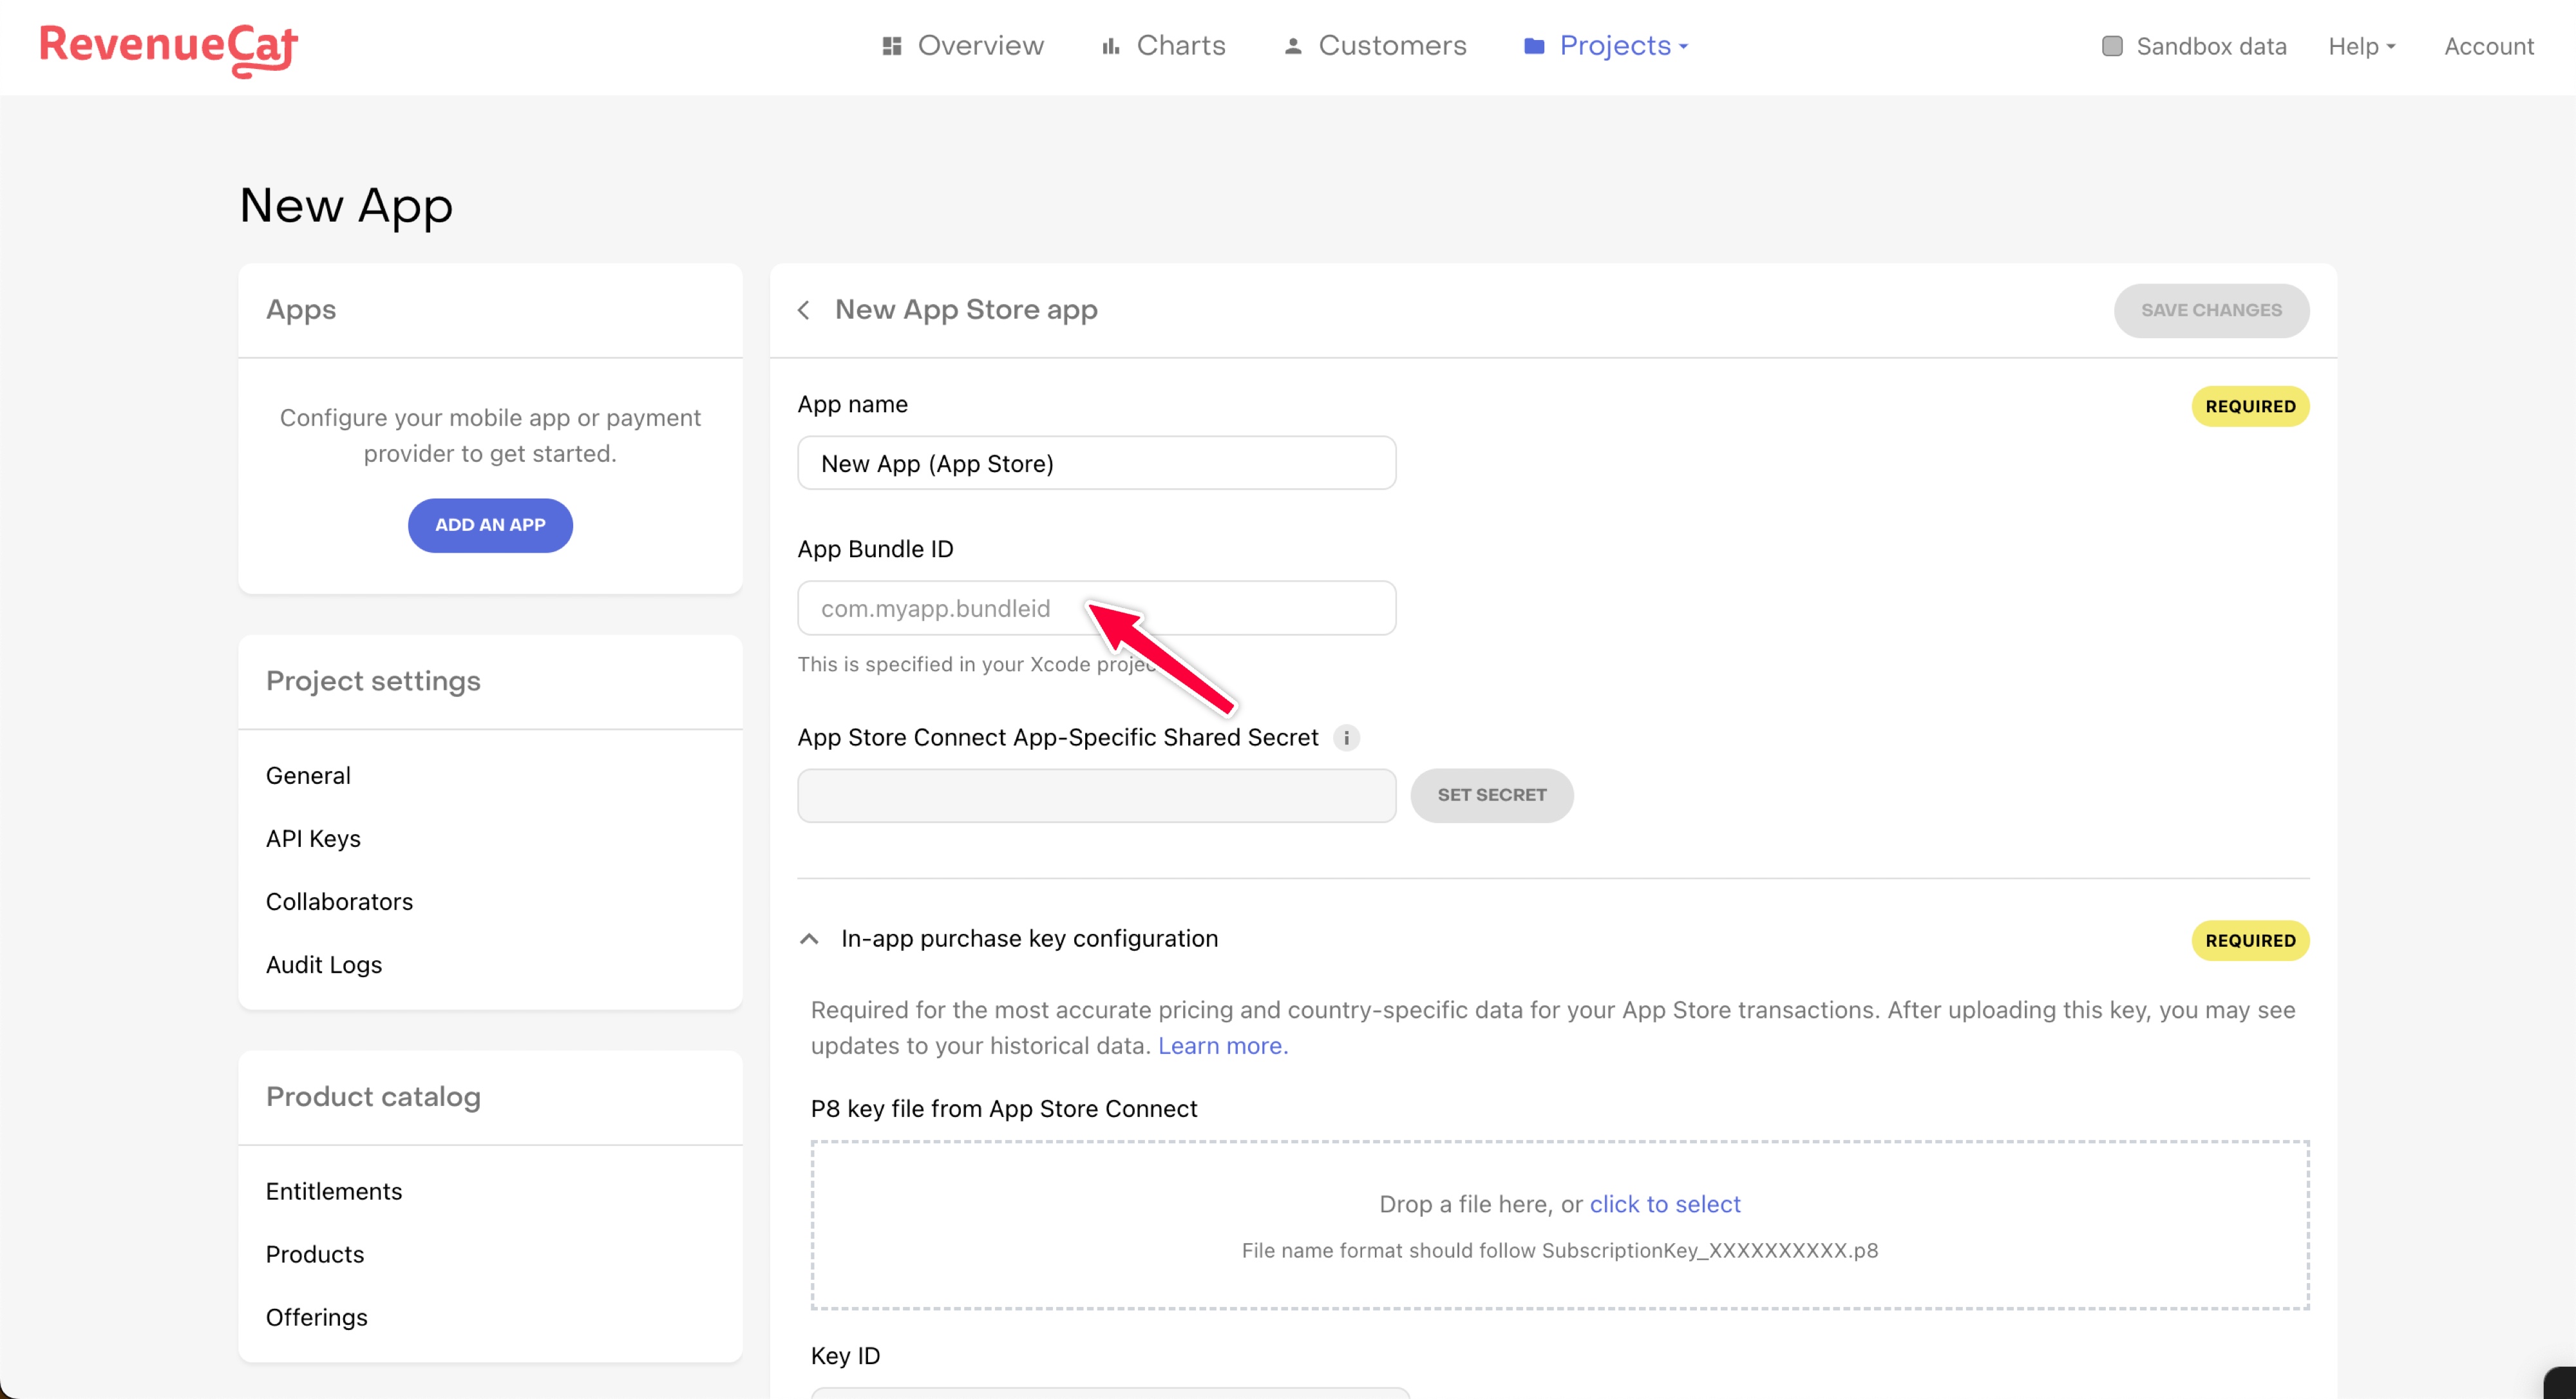 RevenueCat
Overview
Charts
Customers
Projects
Sandbox data
Help
Account
New App
Apps
Configure your mobile app or payment
provider to get started.
ADD AN APP
Project settings
General
API Keys
Collaborators
Audit Logs
Product catalog
Entitlements
Products
Offerings
New App Store app
SAVE CHANGES
App name
REQUIRED
New App (App Store)
App Bundle ID
com.myapp.bundleid
This is specified in your Xcode
App Store Connect App-Specific Shared Secret
i
SET SECRET
In-app purchase key configuration
REQUIRED
Required for the most accurate pricing and country-specific data for your App Store transactions. After uploading this key, you may see
updates to your historical data. Learn more.
P8 key file from App Store Connect
Drop a file here, or click to select
File name format should follow SubscriptionKey_XXXXXXXXXX.p8
Key ID